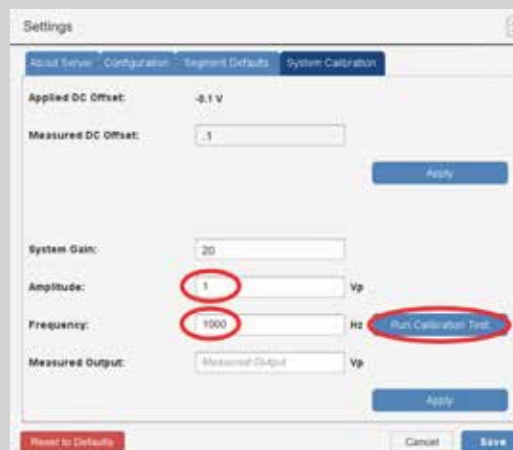 Settings
About Server Configuration Segment Defaults System Calibration
Applied DC Offset: -0.1 V
Measured DC Offset: .1
Apply
System Gain: 20
Amplitude: 1 Vp
Frequency: 1000 Hz Run Calibration Test
Measured Output: Measured Output Vp
Apply
Reset to Defaults Cancel Save